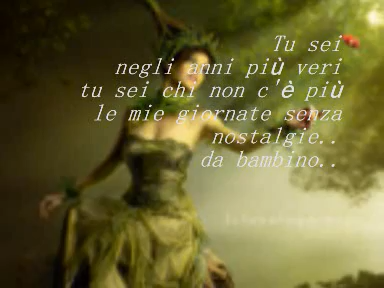 Tu sei
negli anni più veri
tu sei chi non c'è più
le mie giornate senza
nostalgie..
da bambino..